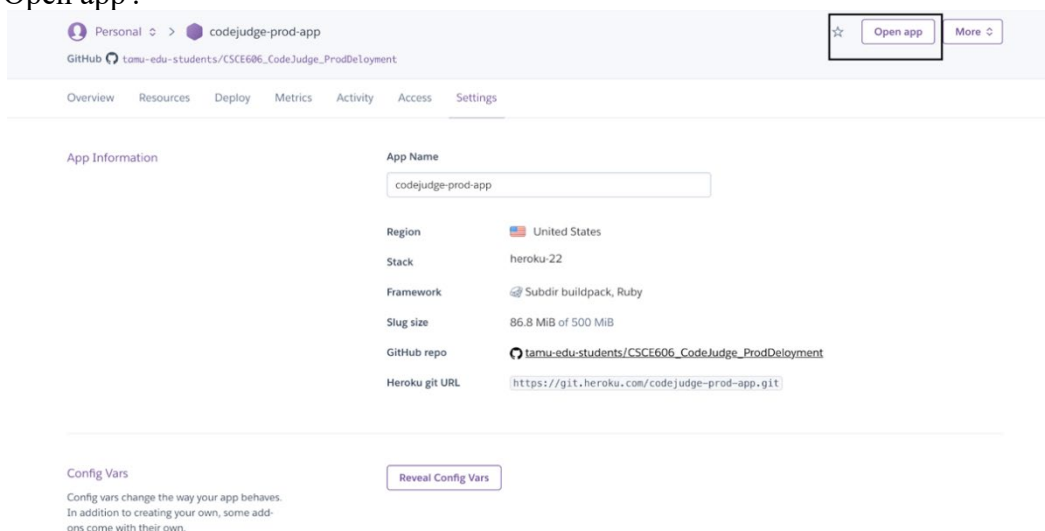 Open app'.
Personal > codejudge-prod-app
Open app
More
GitHub tamu-edu-students/CSCE606_CodeJudge_ProdDeloyment
Overview Resources Deploy Metrics Activity Access Settings
App Information
App Name
codejudge-prod-app
Region United States
Stack heroku-22
Framework Subdir buildpack, Ruby
Slug size 86.8 MiB of 500 MiB
GitHub repo tamu-edu-students/CSCE606_CodeJudge_ProdDeloyment
Heroku git URL https://git.heroku.com/codejudge-prod-app.git
Config Vars
Config vars change the way your app behaves.
In addition to creating your own, some add-
ons come with their own.
Reveal Config Vars